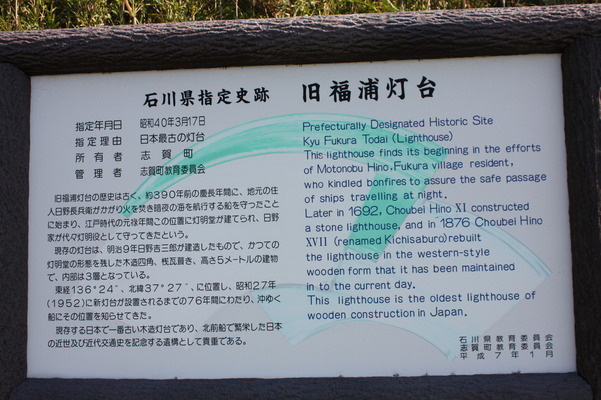 石川県指定史跡 旧福浦灯台
指定年月日 昭和40年3月17日
指定理由 日本最古の灯台
所有者 志賀町
管理者 志賀町教育委員会
旧福浦灯台の歴史は古く、約390年前の慶長年間に、地元の住
人日野長兵衛がかがり火を焚き暗夜の海を航行する船を守ったこと
に始まり、江戸時代の元禄年間この位置に灯明堂が建てられ、日野
家が代々灯明役として守ってきたという。
現存の灯台は、明治9年日野吉三郎が建造したもので、かつての
灯明堂の形態を残した木造四角、桟瓦葺き、高さ5メートルの建物
で、内部は3層となっている。
東経136°24″、北緯37°27″、に位置し、昭和27年
(1952)に新灯台が設置されるまでの76年間にわたり、沖ゆく
船にその位置を知らせてきた。
現存する日本で一番古い木造灯台であり、北前船で繁栄した日本
の近世及び近代交通史を記念する遺構として貴重である。
Prefecturally Designated Historic Site
Kyu Fukura Todai (Lighthouse)
This lighthouse finds its beginning in the efforts
of Motonobu Hino,Fukura village resident,
who kindled bonfires to assure the safe passage
of ships travelling at night.
Later in 1692, Choubei Hino XI constructed
a stone lighthouse, and in 1876 Choubei Hino
XVII (renamed Kichisaburo)rebuilt
the lighthouse in the western-style
wooden form that it has been maintained
in to the current day.
This lighthouse is the oldest lighthouse of
wooden construction in Japan.
石川県教育委員会
志賀町教育委員会
平成7年1月